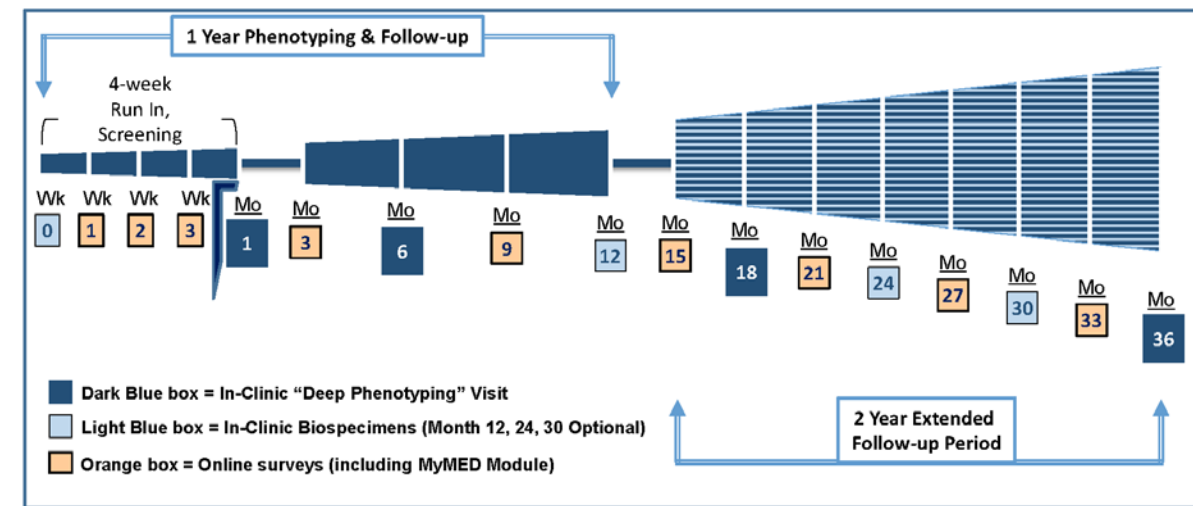 1 Year Phenotyping & Follow-up
4-week
Run In,
Screening
Wk Wk Wk Wk Mo Mo Mo Mo Mo Mo Mo Mo Mo Mo Mo Mo Mo
0 1 2 3 1 3 6 9 12 15 18 21 24 27 30 33 36
Dark Blue box = In-Clinic “Deep Phenotyping” Visit
Light Blue box = In-Clinic Biospecimens (Month 12, 24, 30 Optional)
Orange box = Online surveys (including MyMED Module)
2 Year Extended
Follow-up Period